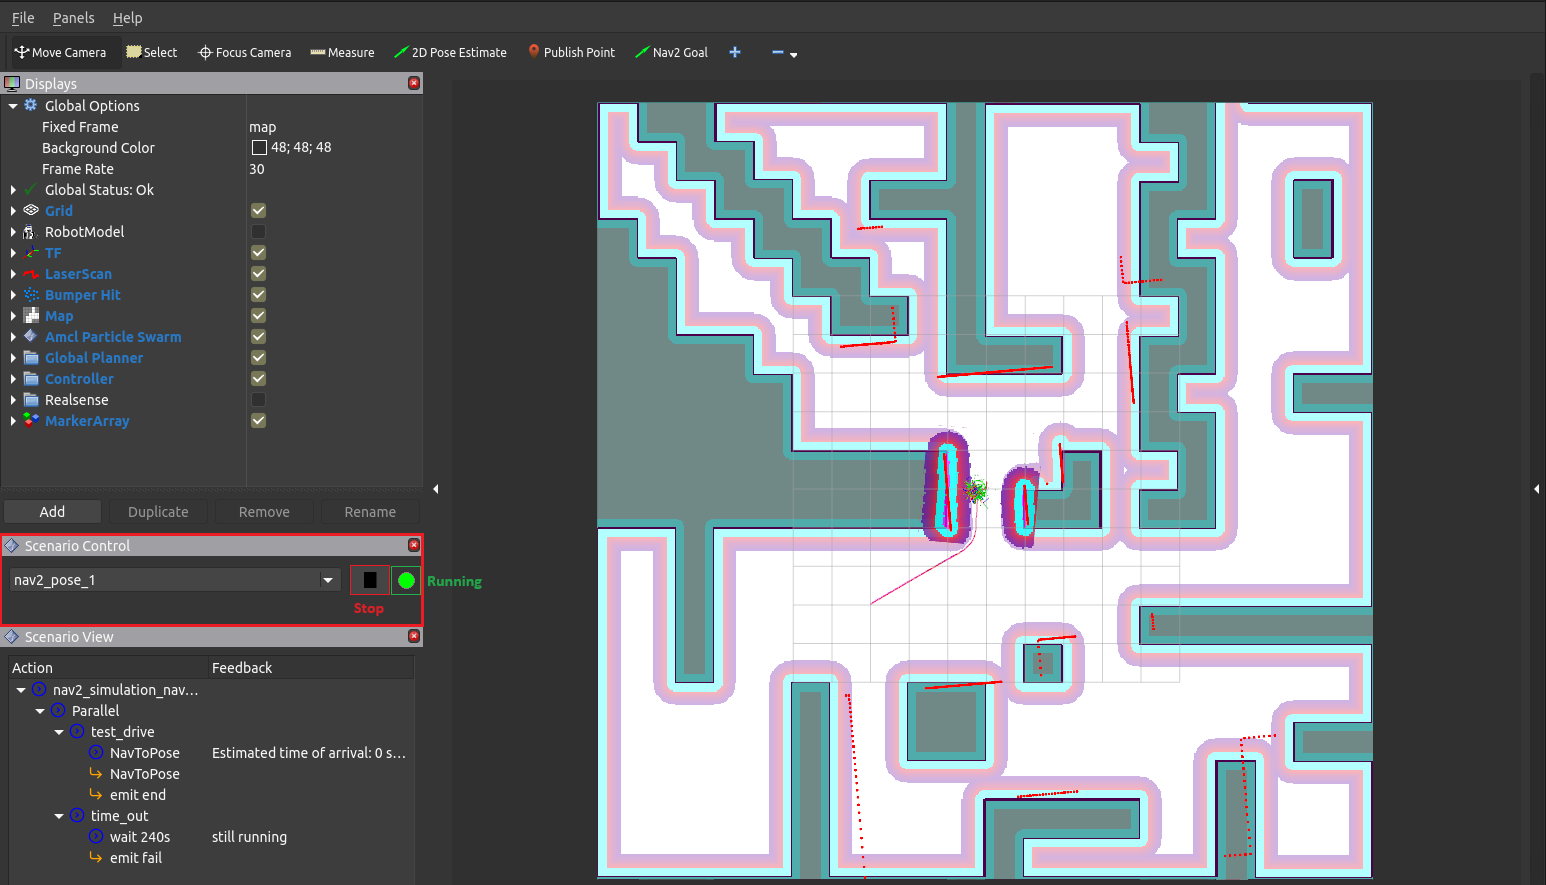 File Panels Help
Move Camera Select Focus Camera Measure 2D Pose Estimate Publish Point Nav2 Goal
Displays
Global Options
Fixed Frame map
Background Color 48; 48; 48
Frame Rate 30
Global Status: Ok
Grid
RobotModel
TF
LaserScan
Bumper Hit
Map
Amcl Particle Swarm
Global Planner
Controller
Realsense
MarkerArray
Add Duplicate Remove Rename
Scenario Control
nav2_pose_1 Running
Stop
Scenario View
Action Feedback
nav2_simulation_nav...
Parallel
test_drive
NavToPose Estimated time of arrival: 0 s...
NavToPose
emit end
time_out
wait 240s still running
emit fail